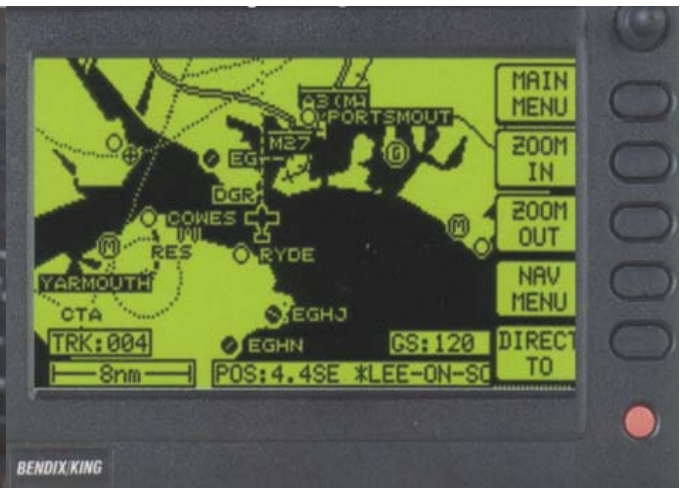 A3(M)
PORTSMOUT
M27
EG
DGR
COWES
RES
RYDE
M
G
M
YARMOUTH
CTA
EGHJ
EGHN
TRK:004
GS:120
8nm
POS:4.4SE *LEE-ON-SO
MAIN
MENU
ZOOM
IN
ZOOM
OUT
NAV
MENU
DIRECT
TO
BENDIX/KING